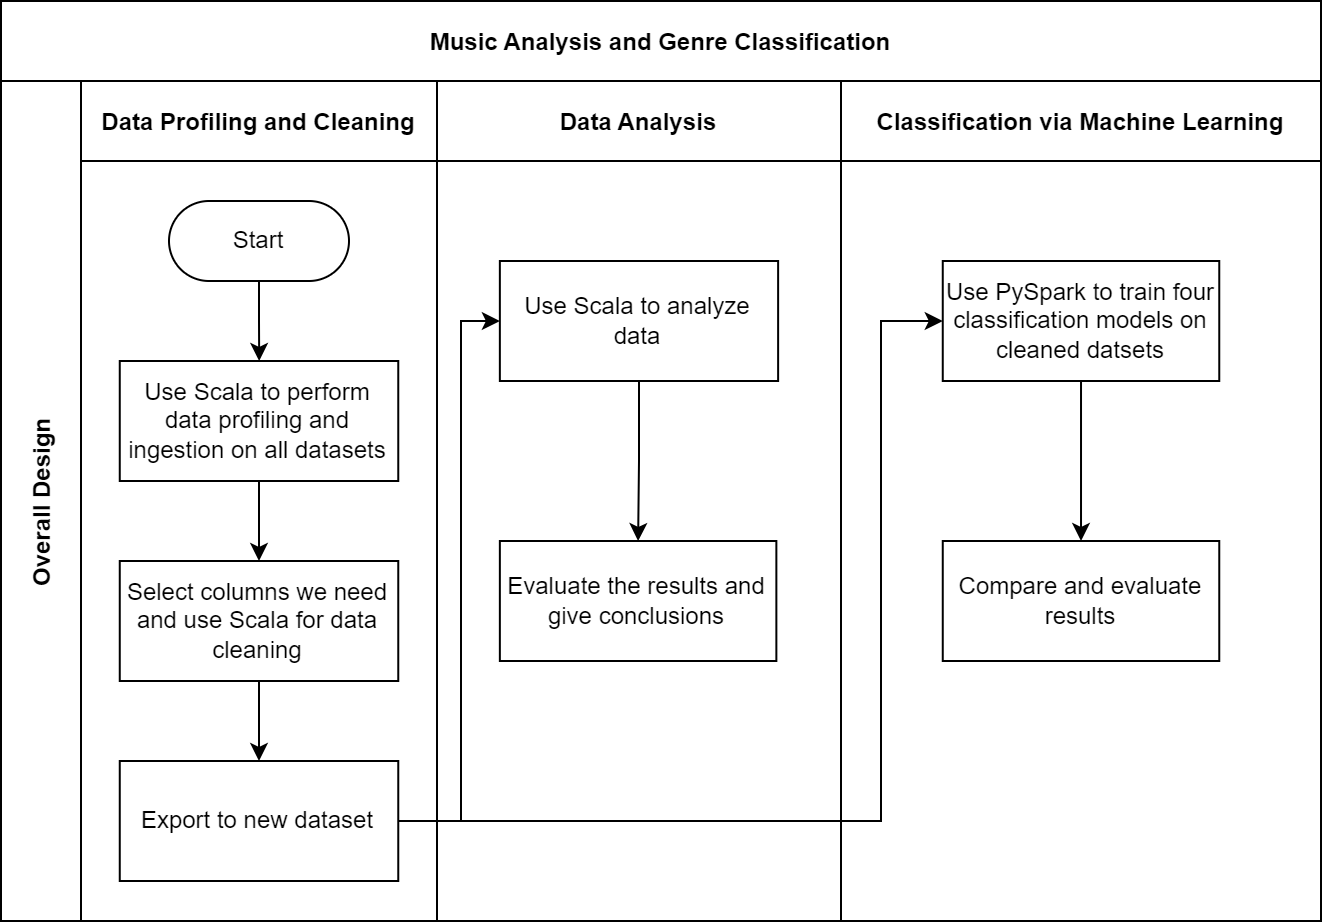 Music Analysis and Genre Classification
Data Profiling and Cleaning
Data Analysis
Classification via Machine Learning
Overall Design
Start
Use Scala to perform
data profiling and
ingestion on all datasets
Select columns we need
and use Scala for data
cleaning
Export to new dataset
Use Scala to analyze
data
Evaluate the results and
give conclusions
Use PySpark to train four
classification models on
cleaned datsets
Compare and evaluate
results